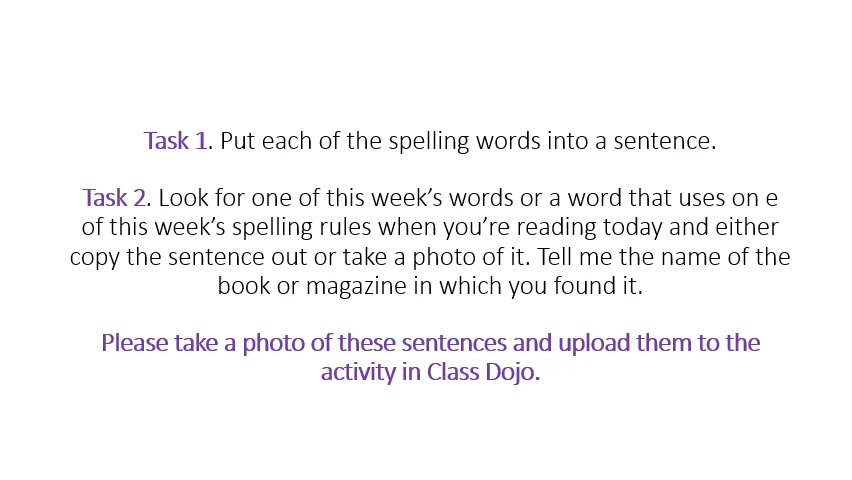 Task 1. Put each of the spelling words into a sentence.
Task 2. Look for one of this week’s words or a word that uses on e
of this week’s spelling rules when you’re reading today and either
copy the sentence out or take a photo of it. Tell me the name of the
book or magazine in which you found it.
Please take a photo of these sentences and upload them to the
activity in Class Dojo.